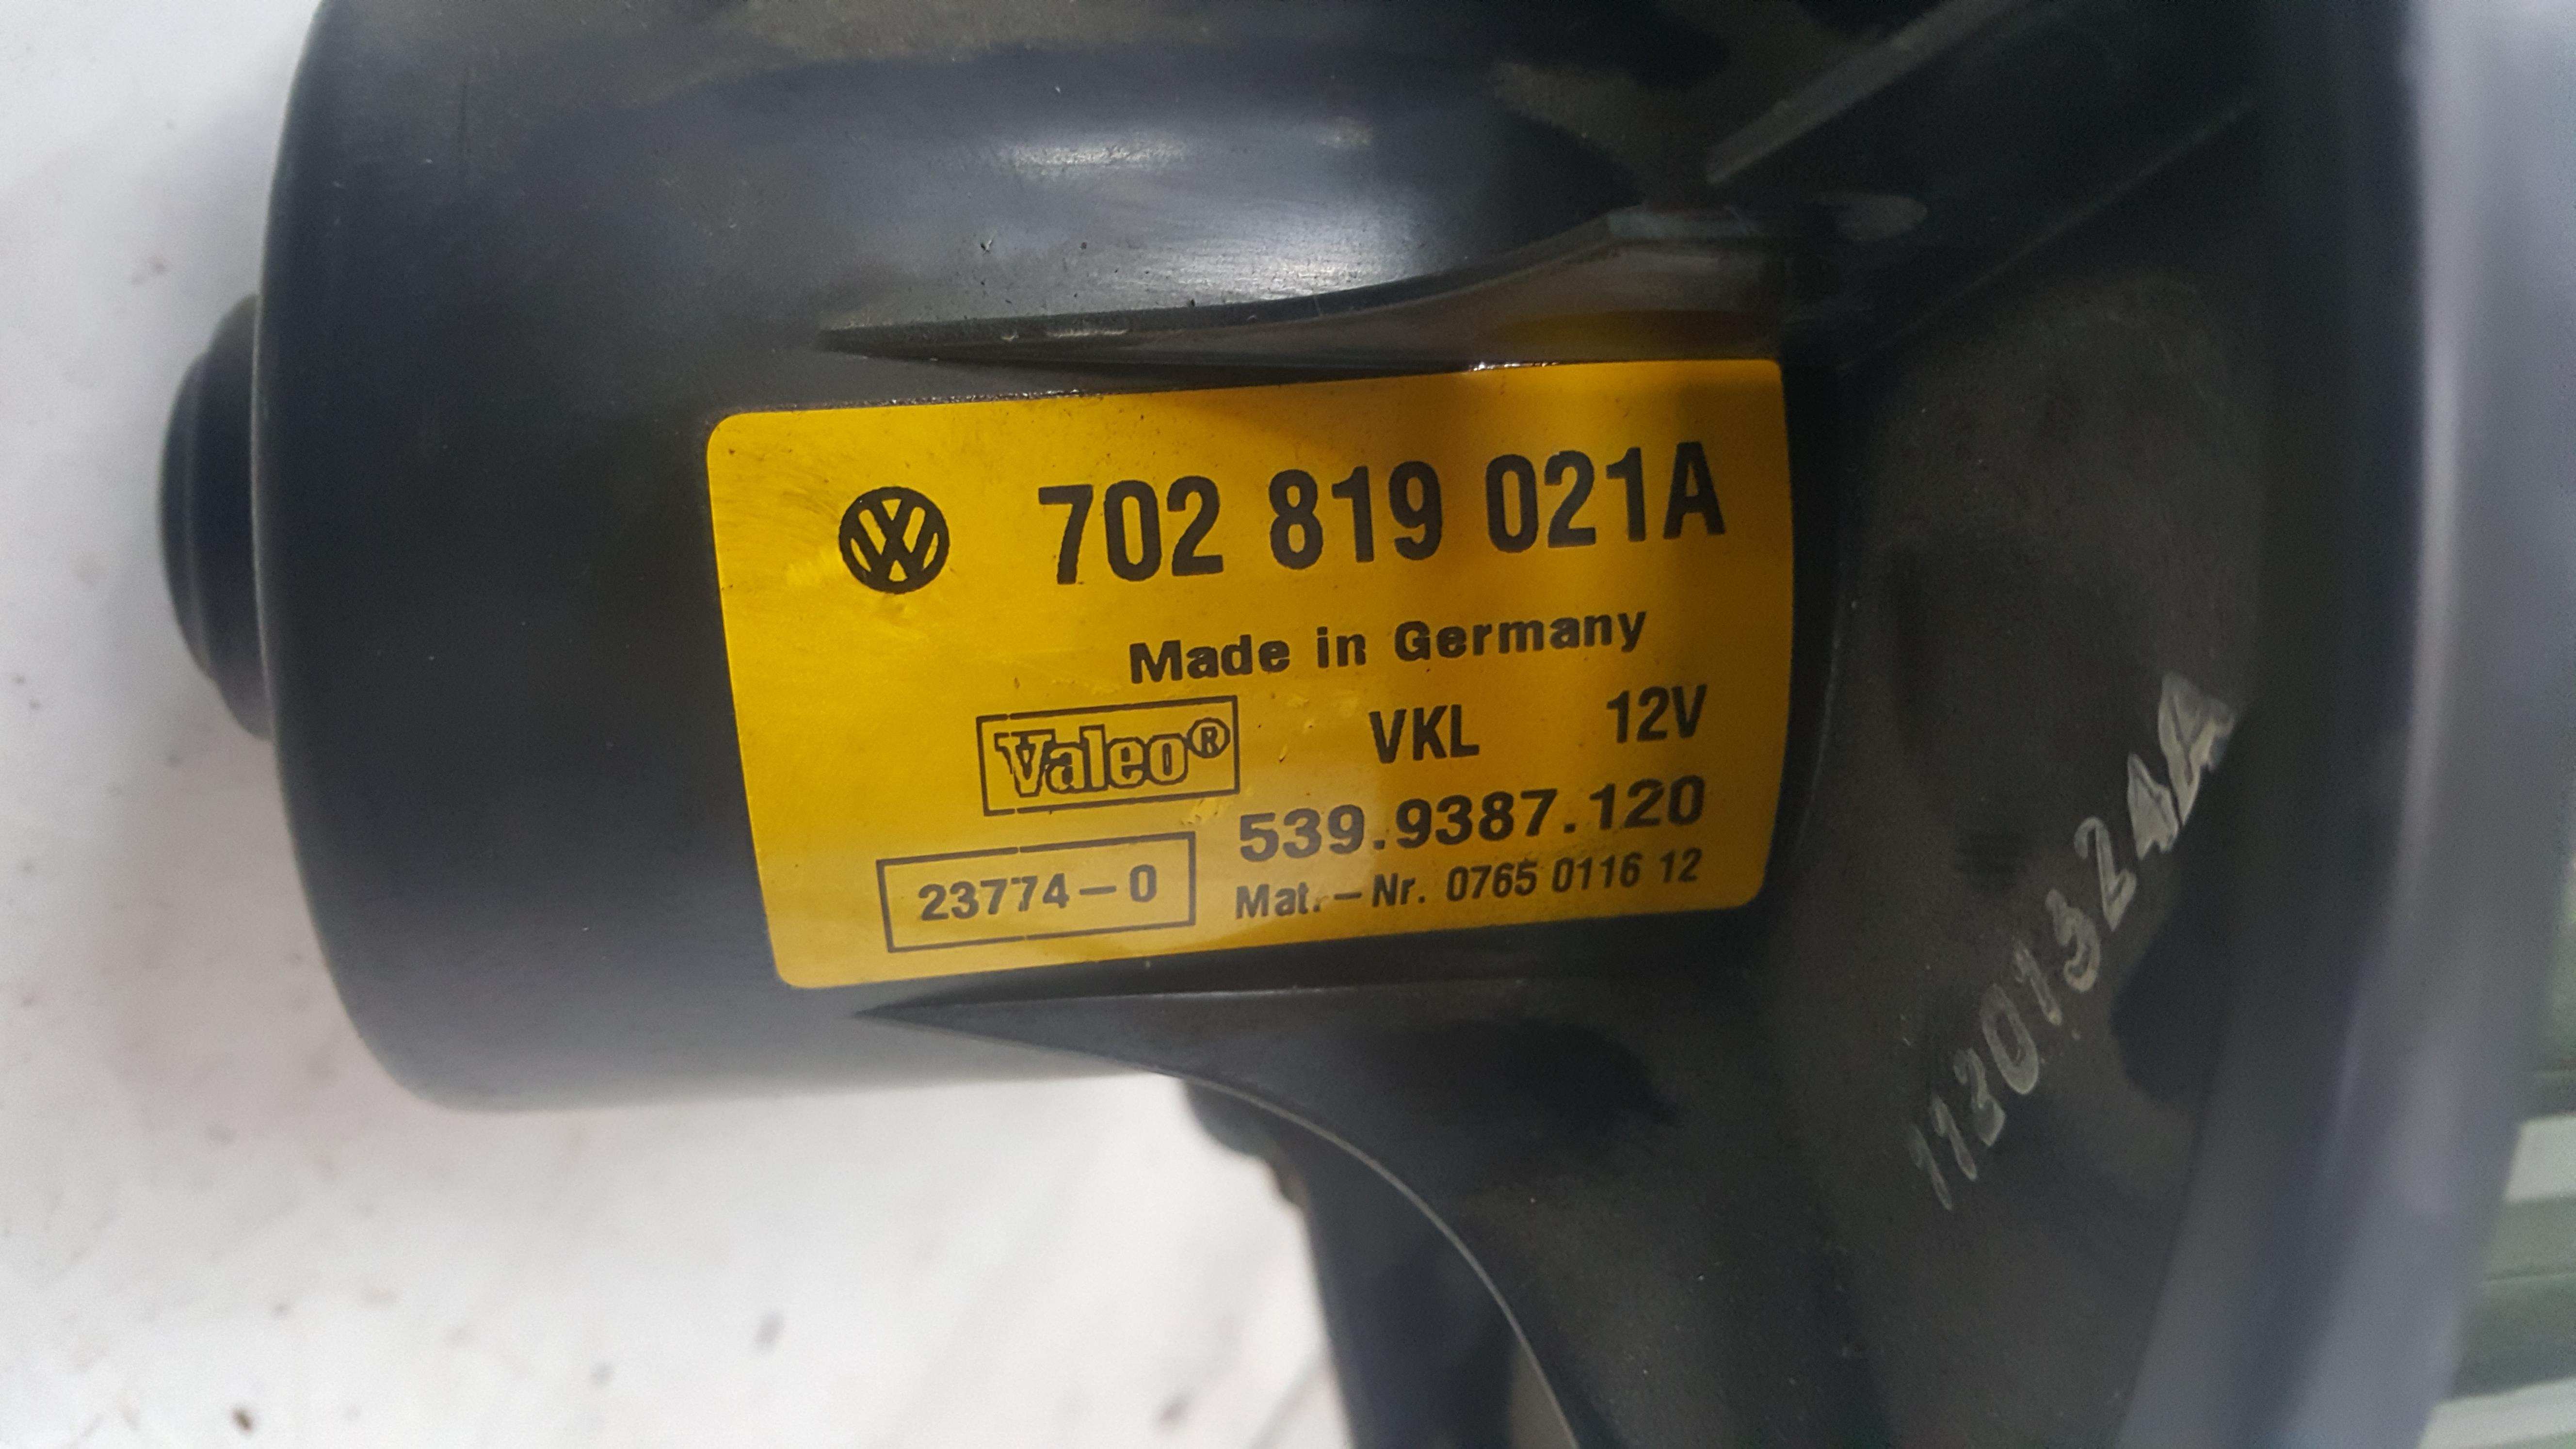 702 819 021A
Made in Germany
Valeo® VKL 12V
539.9387.120
23774-0 Mat.-Nr. 0765 0116 12